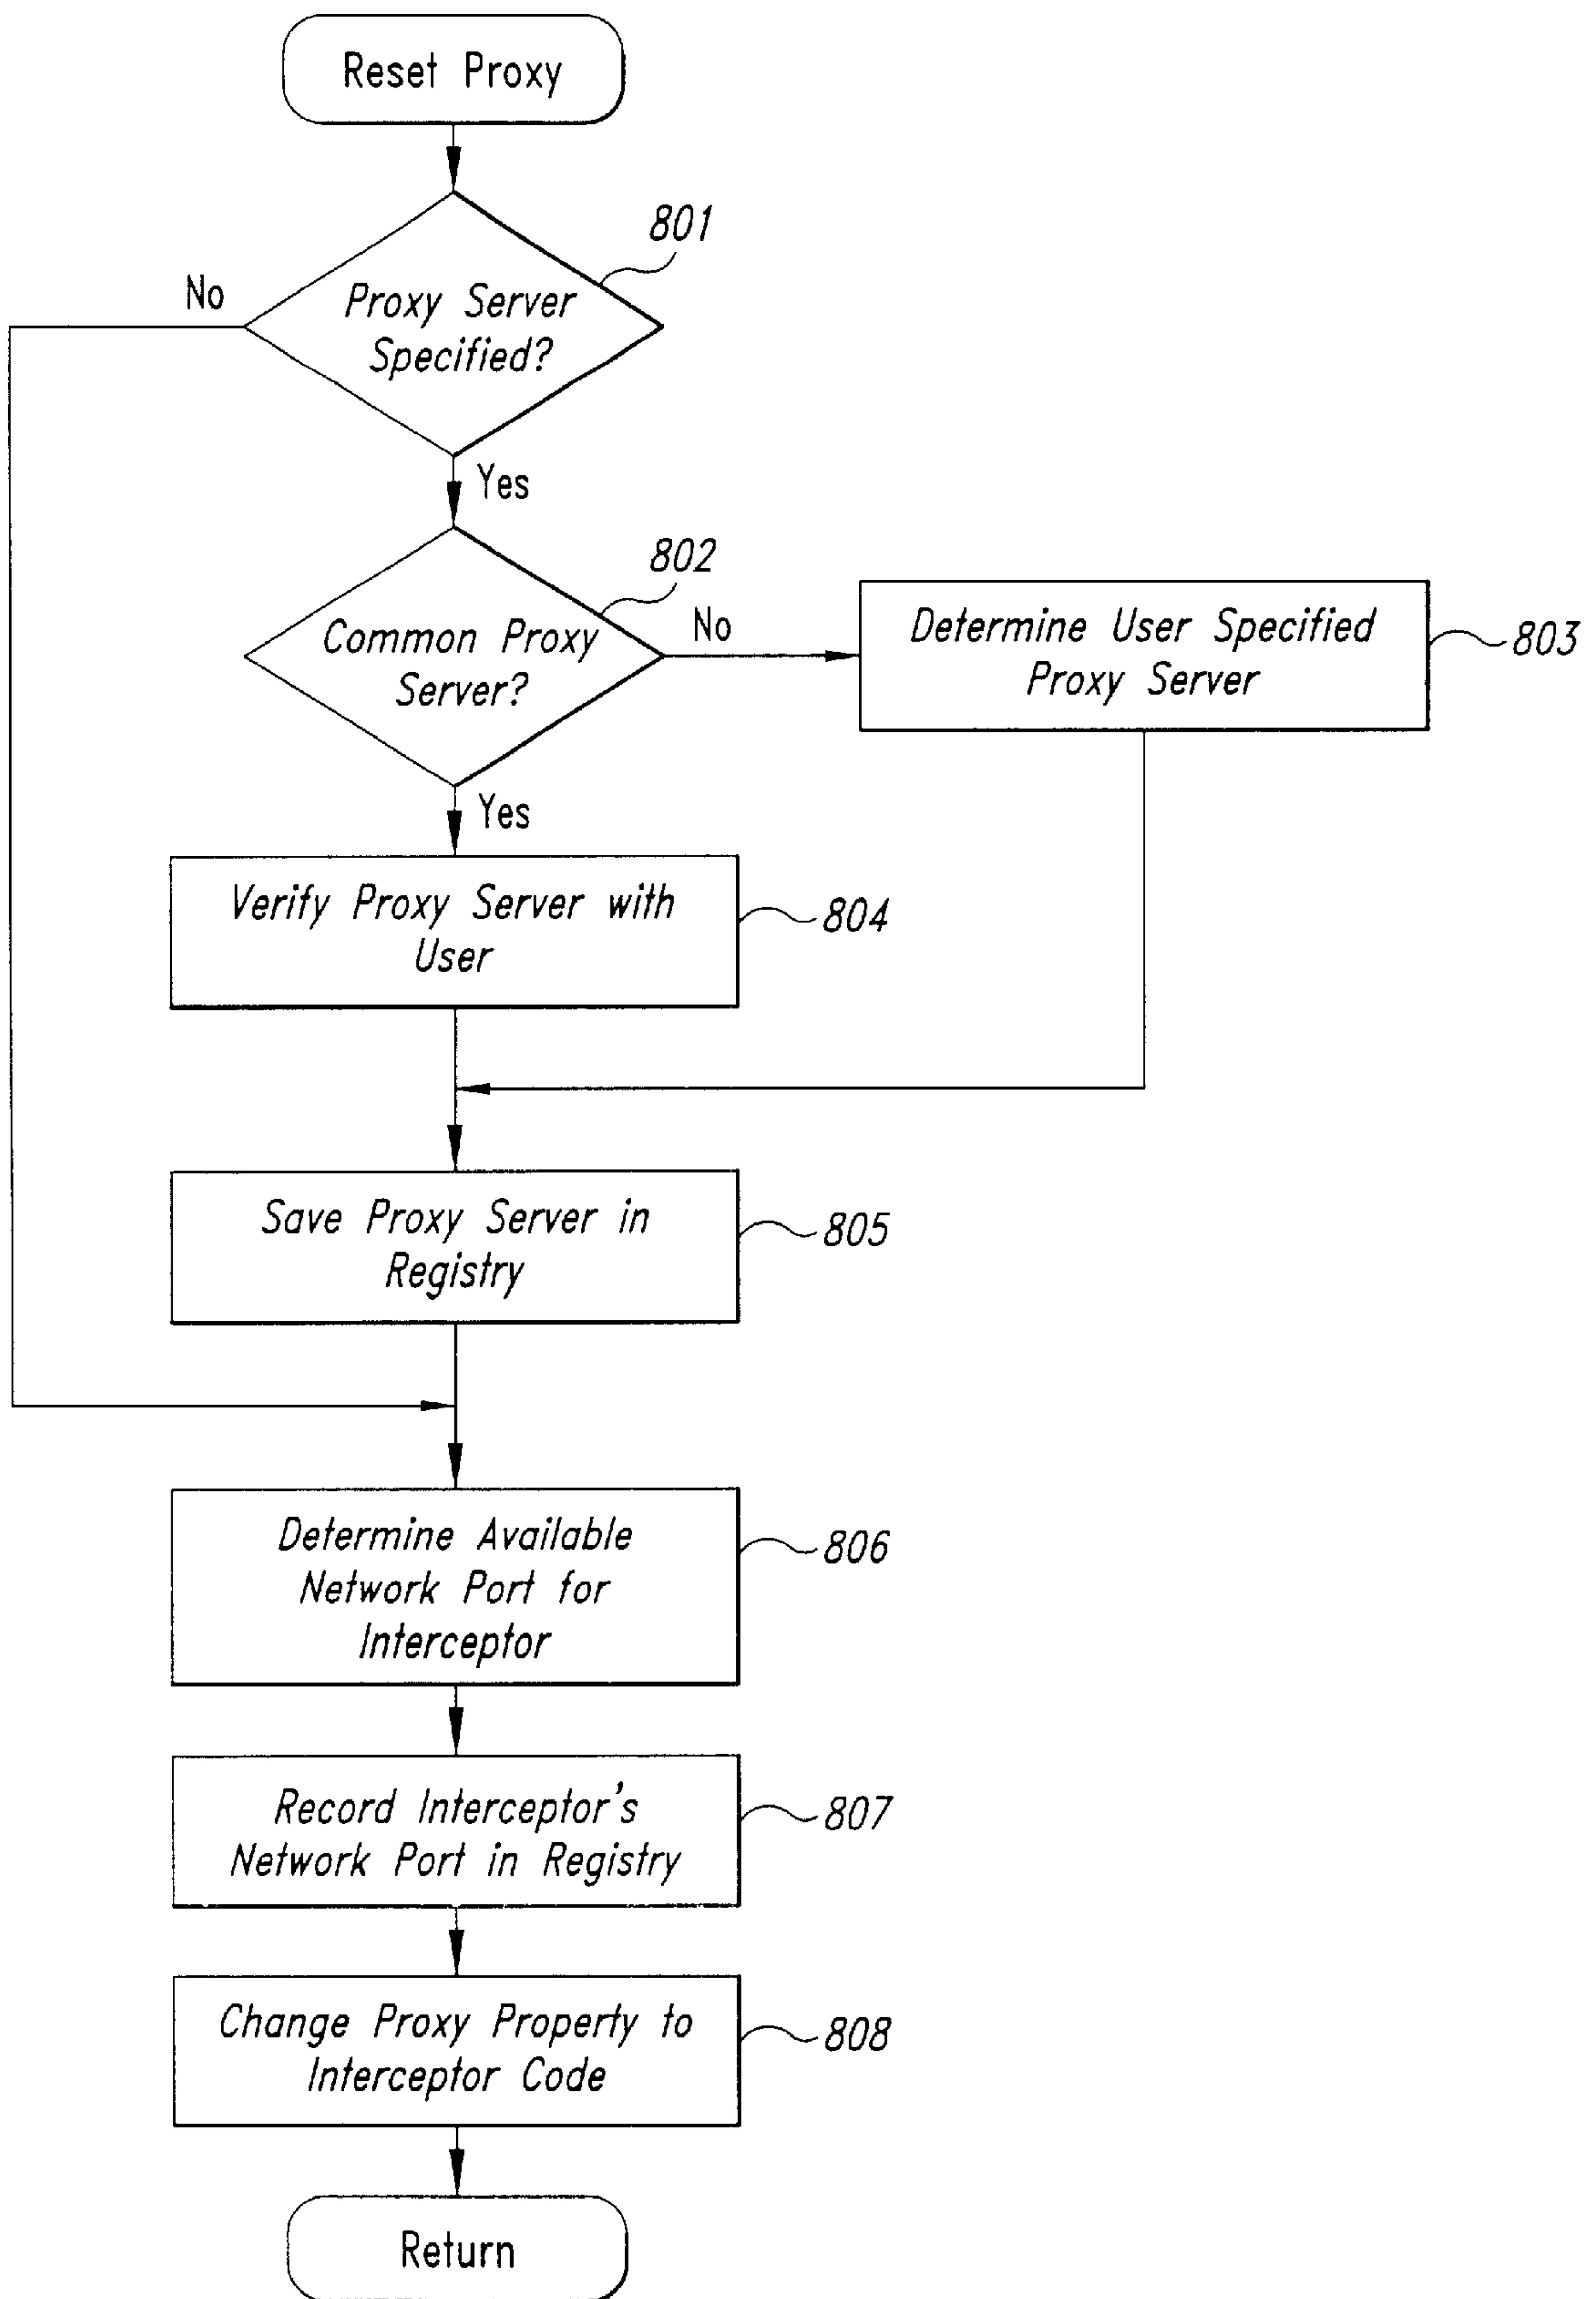 Reset Proxy
801
No
Proxy Server
Specified?
Yes
802
Common Proxy
Server?
No
Determine User Specified
Proxy Server
803
Yes
Verify Proxy Server with
User
804
Save Proxy Server in
Registry
805
Determine Available
Network Port for
Interceptor
806
Record Interceptor's
Network Port in Registry
807
Change Proxy Property to
Interceptor Code
808
Return